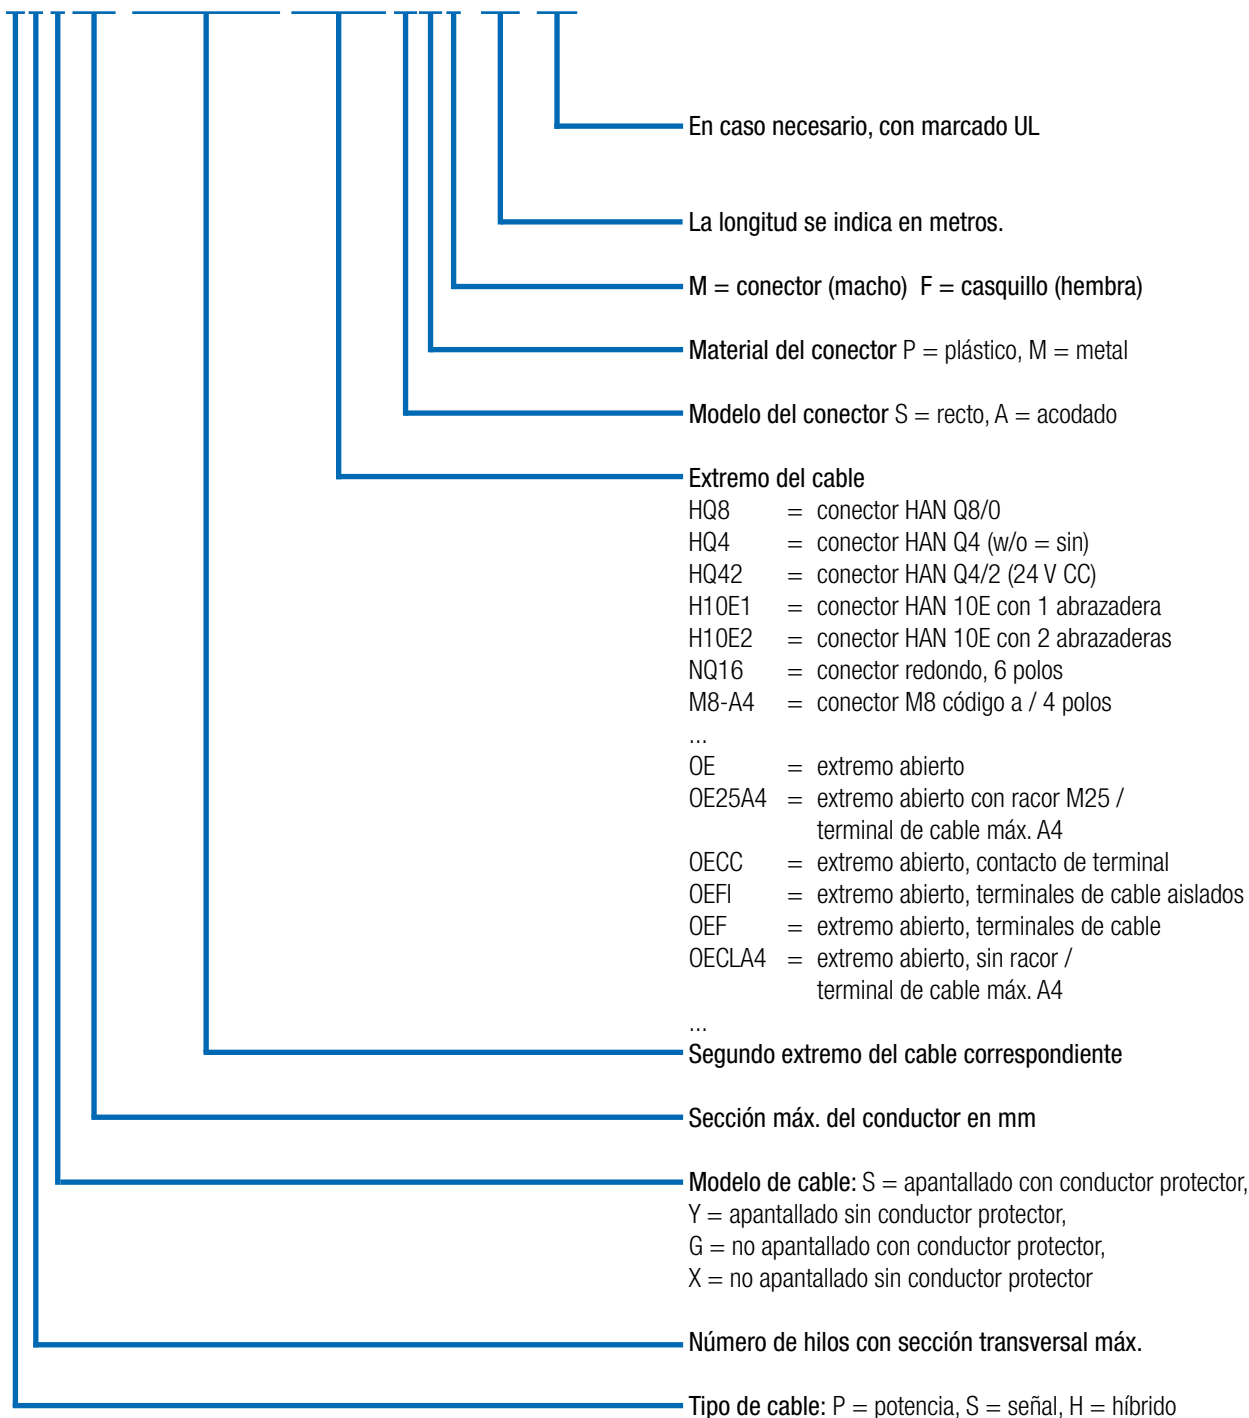 En caso necesario, con marcado UL
La longitud se indica en metros.
M = conector (macho)  F = casquillo (hembra)
Material del conector P = plástico, M = metal
Modelo del conector S = recto, A = acodado
Extremo del cable
HQ8 = conector HAN Q8/0
HQ4 = conector HAN Q4 (w/o = sin)
HQ42 = conector HAN Q4/2 (24 V CC)
H10E1 = conector HAN 10E con 1 abrazadera
H10E2 = conector HAN 10E con 2 abrazaderas
NQ16 = conector redondo, 6 polos
M8-A4 = conector M8 código a / 4 polos
...
OE = extremo abierto
OE25A4 = extremo abierto con racor M25 /
terminal de cable máx. A4
OECC = extremo abierto, contacto de terminal
OEFI = extremo abierto, terminales de cable aislados
OEF = extremo abierto, terminales de cable
OECLA4 = extremo abierto, sin racor /
terminal de cable máx. A4
...
Segundo extremo del cable correspondiente
Sección máx. del conductor en mm
Modelo de cable: S = apantallado con conductor protector,
Y = apantallado sin conductor protector,
G = no apantallado con conductor protector,
X = no apantallado sin conductor protector
Número de hilos con sección transversal máx.
Tipo de cable: P = potencia, S = señal, H = híbrido